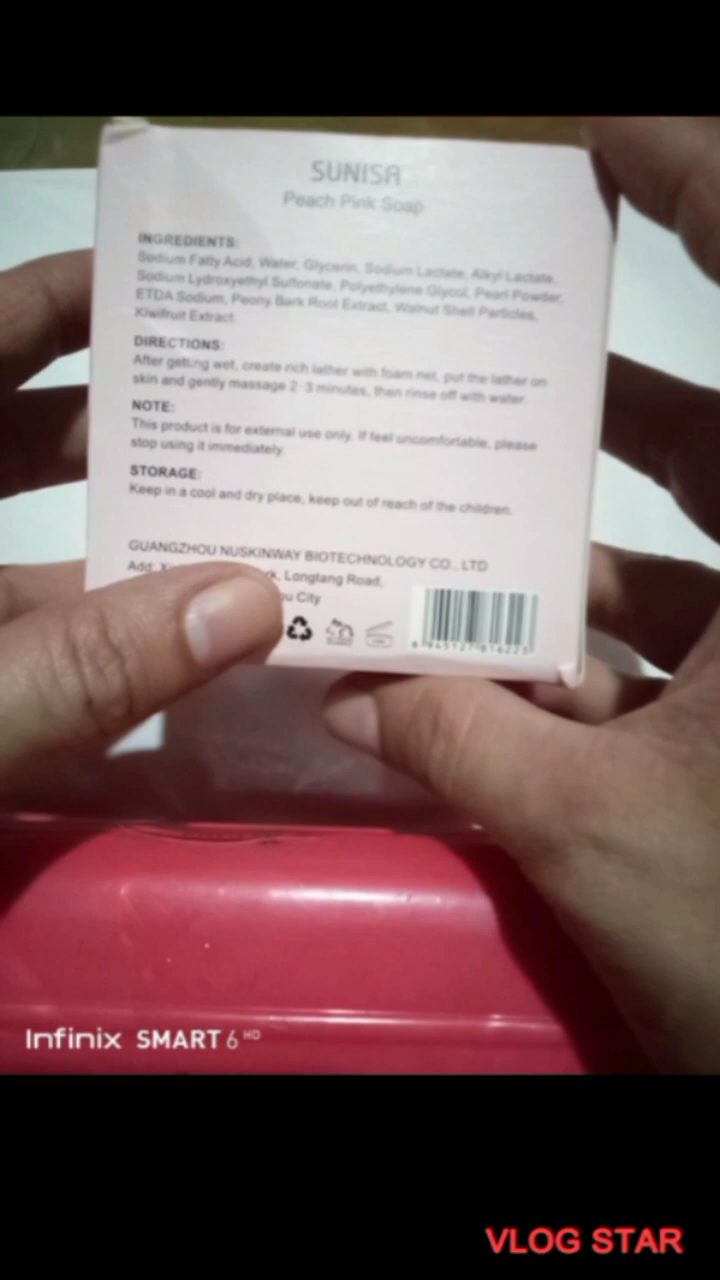 SUNISA
Peach Pink Soap
INGREDIENTS:
Sodium Fatty Acid, Water, Glycerin, Sodium Lactate, Alkyl Lactate,
Sodium Lydroxyethyl Sulfonate, Polyethylene Glycol, Pearl Powder,
ETDA Sodium, Peony Bark Root Extract, Walnut Shell Particles,
Kiwifruit Extract.
DIRECTIONS:
After getting wet, create rich lather with foam net, put the lather on
skin and gently massage 2-3 minutes, then rinse off with water.
NOTE:
This product is for external use only. If feel uncomfortable, please
stop using it immediately.
STORAGE:
Keep in a cool and dry place, keep out of reach of the children.
GUANGZHOU NUSKINWAY BIOTECHNOLOGY CO., LTD
Add: Longtang Road,
City
Infinix SMART 6 HD
VLOG STAR